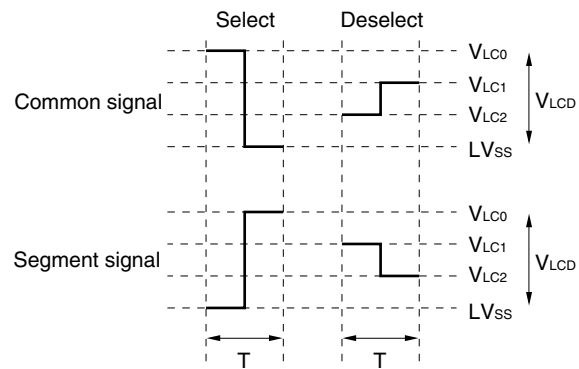 Select Deselect
Common signal
VLC0
VLC1
VLC2
LVSS
VLCD
Segment signal
VLC0
VLC1
VLC2
LVSS
VLCD
T T